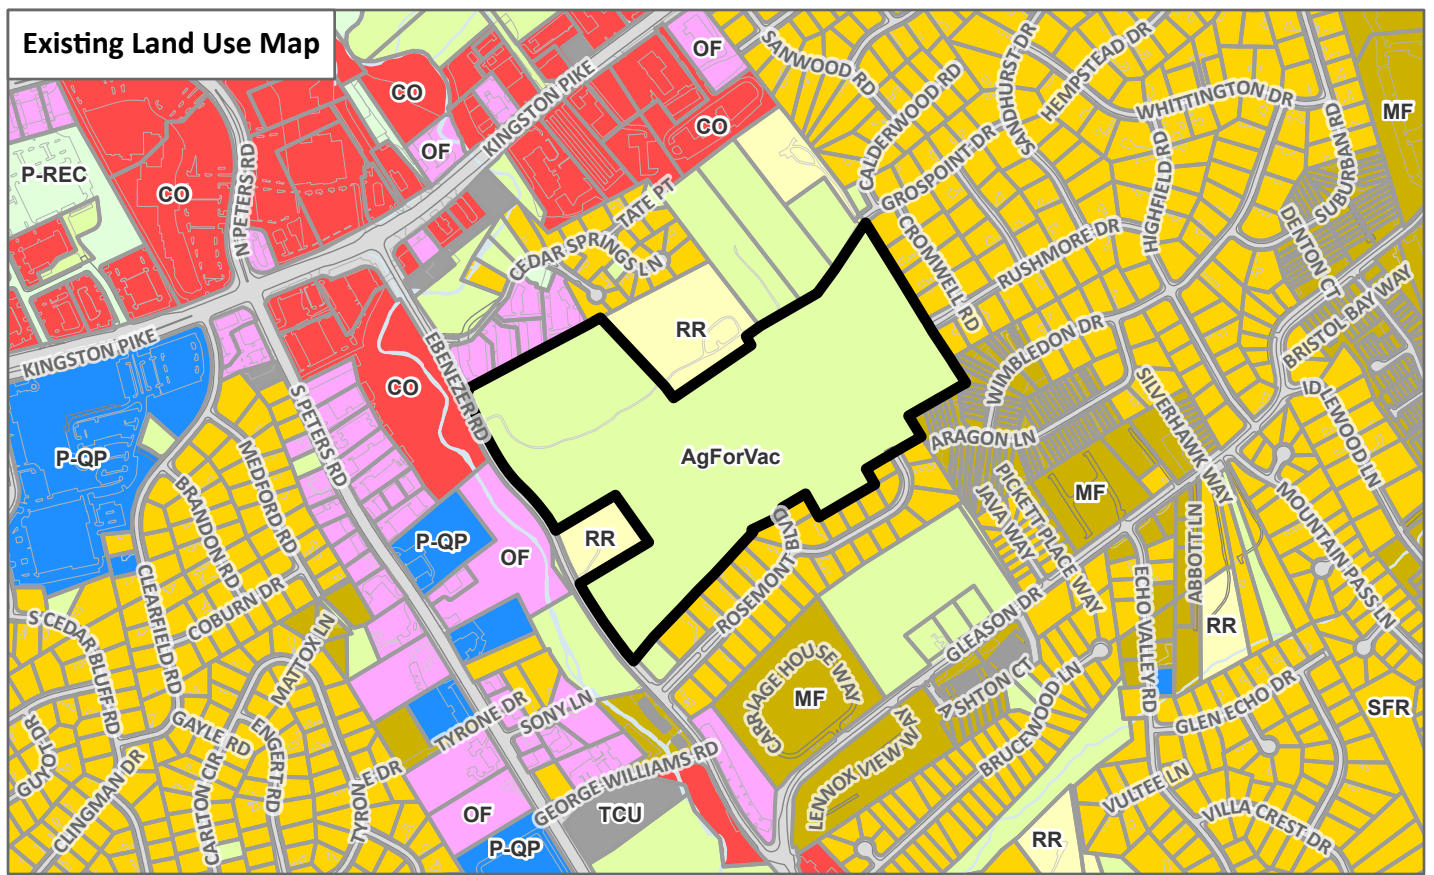 Existing Land Use Map
OF
SANWOOD RD
CALDERWOOD RD
SANDHURST DR
HEMPSTEAD DR
WHITTINGTON DR
MF
CO
KINGSTON PIKE
CO
OF
P-REC
CO
N PETERS RD
TATE PT
CEDAR SPRINGS LN
GROSPOINT DR
CROMWELL RD
RUSHMORE DR
HIGHFIELD RD
SUBURBAN RD
DENTON CT
BRISTOL BAY WAY
KINGSTON PIKE
EBENEZER RD
RR
WIMBLEDON DR
CO
S PETERS RD
SILVERHAWK WAY
IDLEWOOD LN
ARAGON LN
P-QP
MEDFORD RD
BRANDON RD
AgForVac
MF
PICKETT PLACE WAY
JAVA WAY
MOUNTAIN PASS LN
RR
P-QP
OF
ROSEMONT BLVD
ABBOTT LN
ECHO VALLEY RD
CLEARFIELD RD
COBURN DR
S CEDAR BLUFF RD
MATTOX LN
GLEASON DR
RR
CARRIAGE HOUSE WAY
MF
ASHTON CT
BRUCEWOOD LN
GLEN ECHO DR
SFR
GAYLE RD
ENGERT RD
TYRONE DR
SONY LN
GUYOT DR
CLINGMAN DR
CARLTON CIR
TYRONE DR
GEORGE WILLIAMS RD
LENNOX VIEW WAY
VULTEE LN
VILLA CREST DR
OF
TCU
P-QP
RR